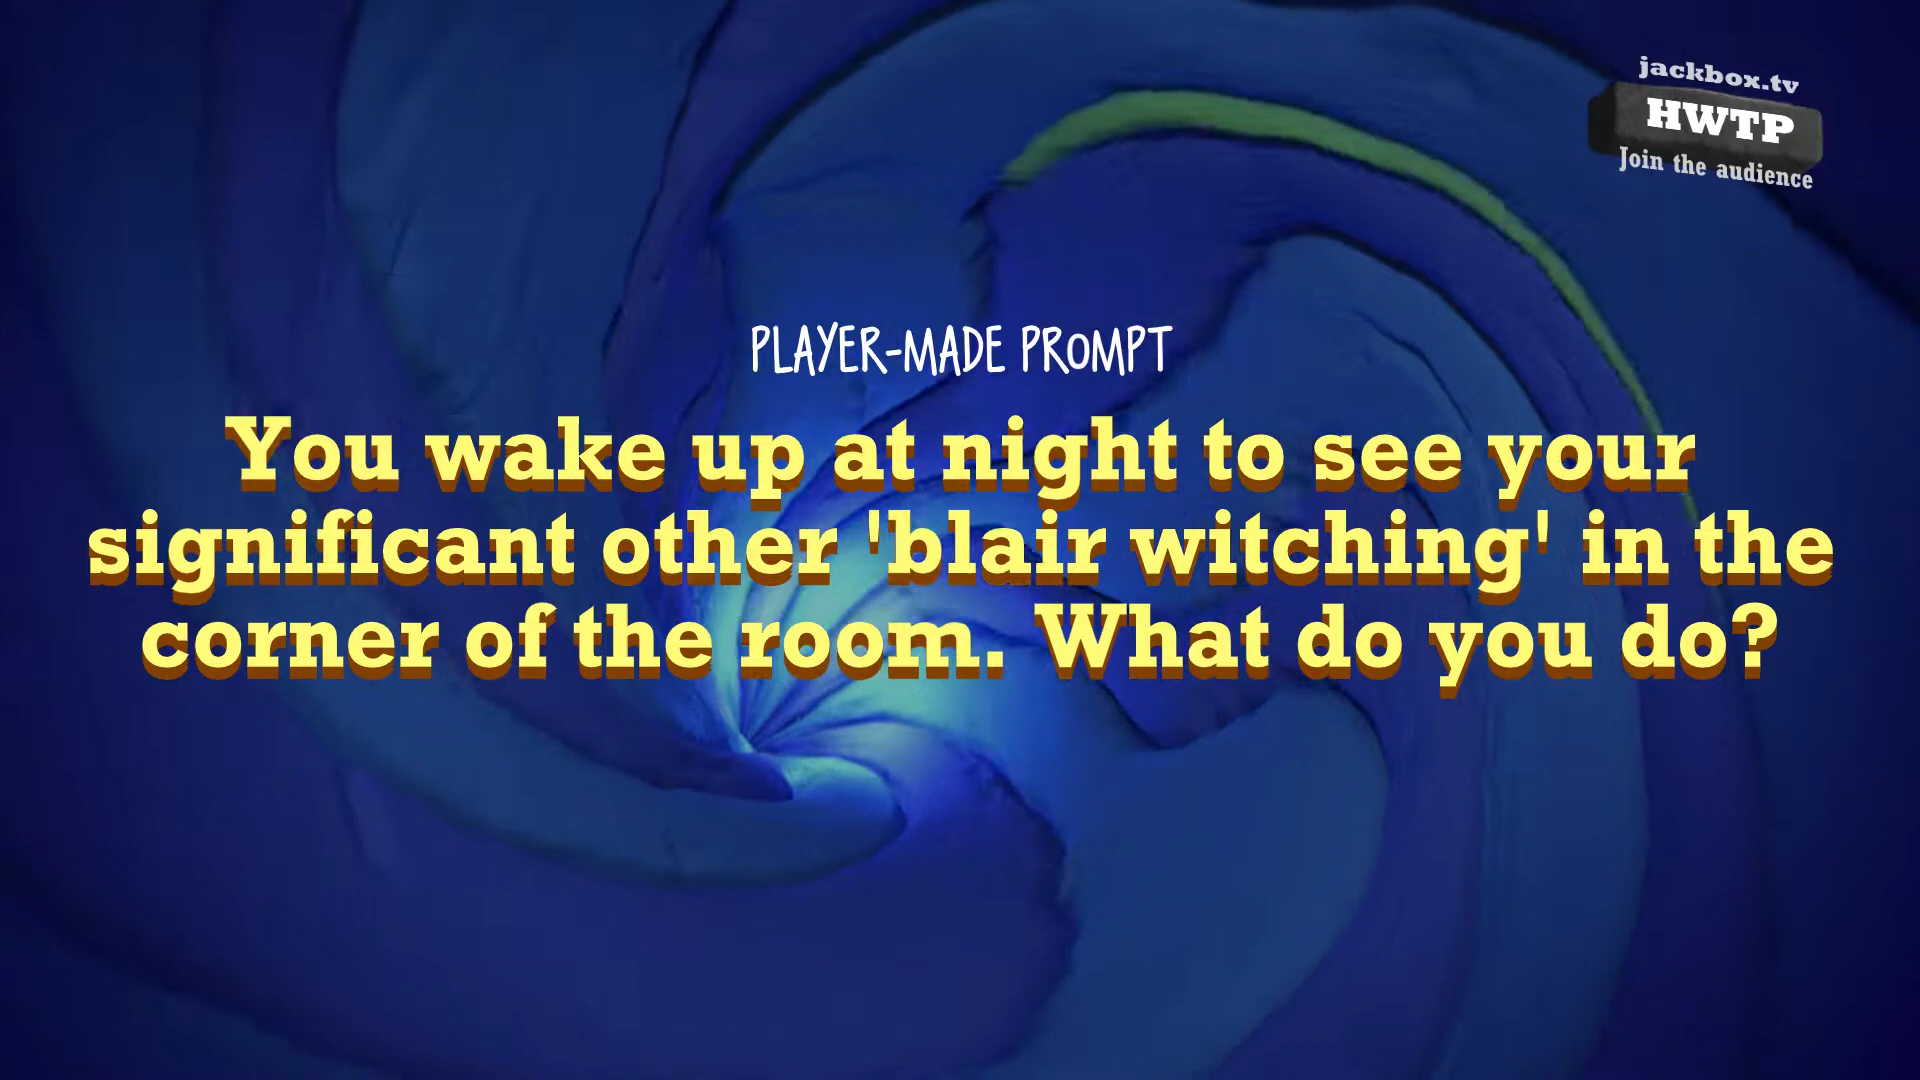 jackbox.tv
HWTP
Join the audience
PLAYER-MADE PROMPT
You wake up at night to see your
significant other 'blair witching' in the
corner of the room. What do you do?